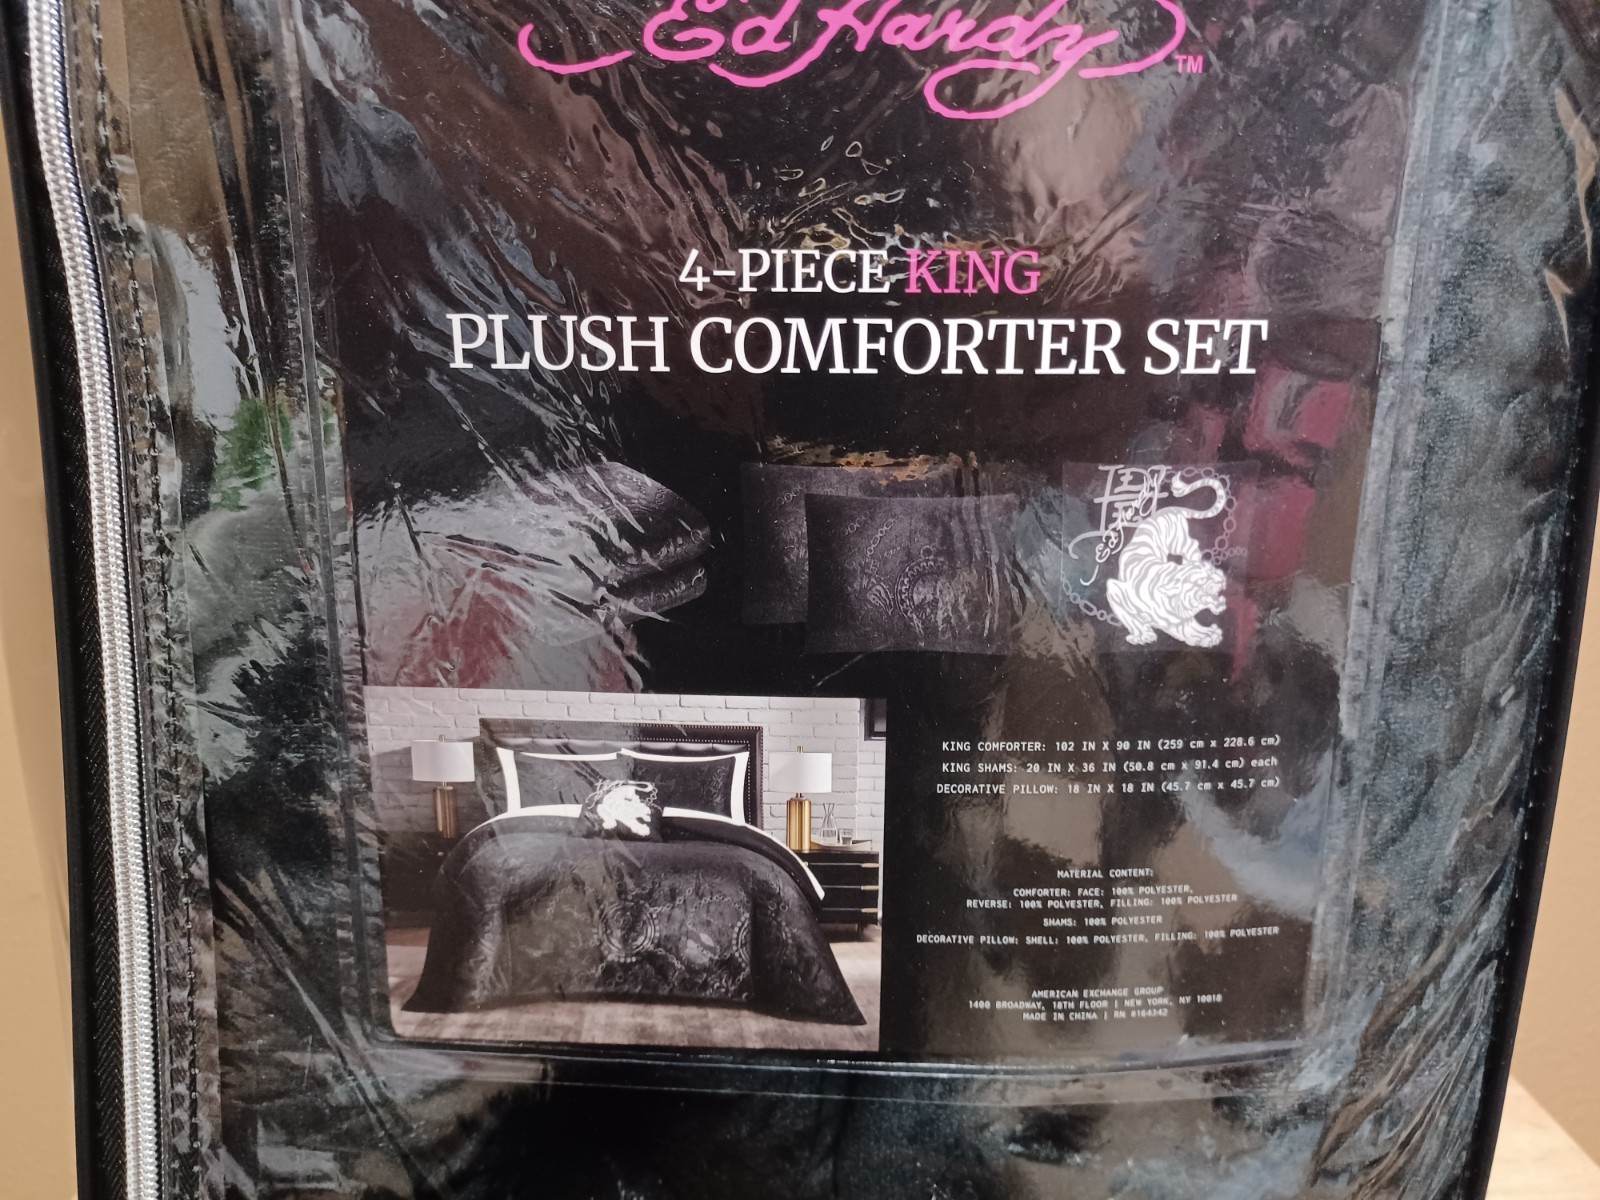 Ed Hardy™
4-PIECE KING
PLUSH COMFORTER SET
Ed Hardy
KING COMFORTER: 102 IN X 90 IN (259 cm x 228.6 cm)
KING SHAMS: 20 IN X 36 IN (50.8 cm x 91.4 cm) each
DECORATIVE PILLOW: 18 IN X 18 IN (45.7 cm x 45.7 cm)
MATERIAL CONTENT:
COMFORTER: FACE: 100% POLYESTER,
REVERSE: 100% POLYESTER, FILLING: 100% POLYESTER
SHAMS: 100% POLYESTER
DECORATIVE PILLOW: SHELL: 100% POLYESTER, FILLING: 100% POLYESTER
AMERICAN EXCHANGE GROUP
1400 BROADWAY, 18TH FLOOR | NEW YORK, NY 10018
MADE IN CHINA | RN #164342